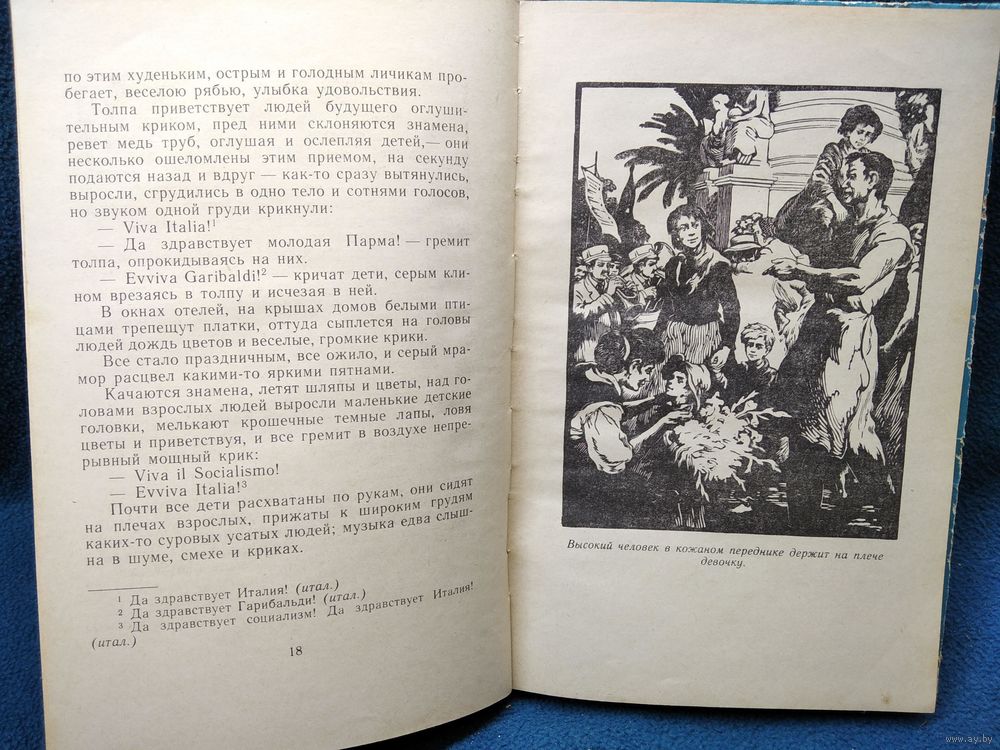 по этим худеньким, острым и голодным личикам про-
бегает, веселою рябью, улыбка удовольствия.
Толпа приветствует людей будущего оглуши-
тельным криком, пред ними склоняются знамена,
ревет медь труб, оглушая и ослепляя детей,— они
несколько ошеломлены этим приемом, на секунду
подаются назад и вдруг — как-то сразу вытянулись,
выросли, сгрудились в одно тело и сотнями голосов,
но звуком одной груди крикнули:
— Viva Italia!¹
— Да здравствует молодая Парма! — гремит
толпа, опрокидываясь на них.
— Evviva Garibaldi!² — кричат дети, серым кли-
ном врезаясь в толпу и исчезая в ней.
В окнах отелей, на крышах домов белыми пти-
цами трепещут платки, оттуда сыплется на головы
людей дождь цветов и веселые, громкие крики.
Все стало праздничным, все ожило, и серый мра-
мор расцвел какими-то яркими пятнами.
Качаются знамена, летят шляпы и цветы, над го-
ловами взрослых людей выросли маленькие детские
головки, мелькают крошечные темные лапы, ловя
цветы и приветствуя, и все гремит в воздухе непре-
рывный мощный крик:
— Viva il Socialismo!
— Evviva Italia!³
Почти все дети расхватаны по рукам, они сидят
на плечах взрослых, прижаты к широким грудям
каких-то суровых усатых людей; музыка едва слыш-
на в шуме, смехе и криках.
¹ Да здравствует Италия! (итал.)
² Да здравствует Гарибальди! (итал.)
³ Да здравствует социализм! Да здравствует Италия!
(итал.)
18
Высокий человек в кожаном переднике держит на плече
девочку.
www.ay.by